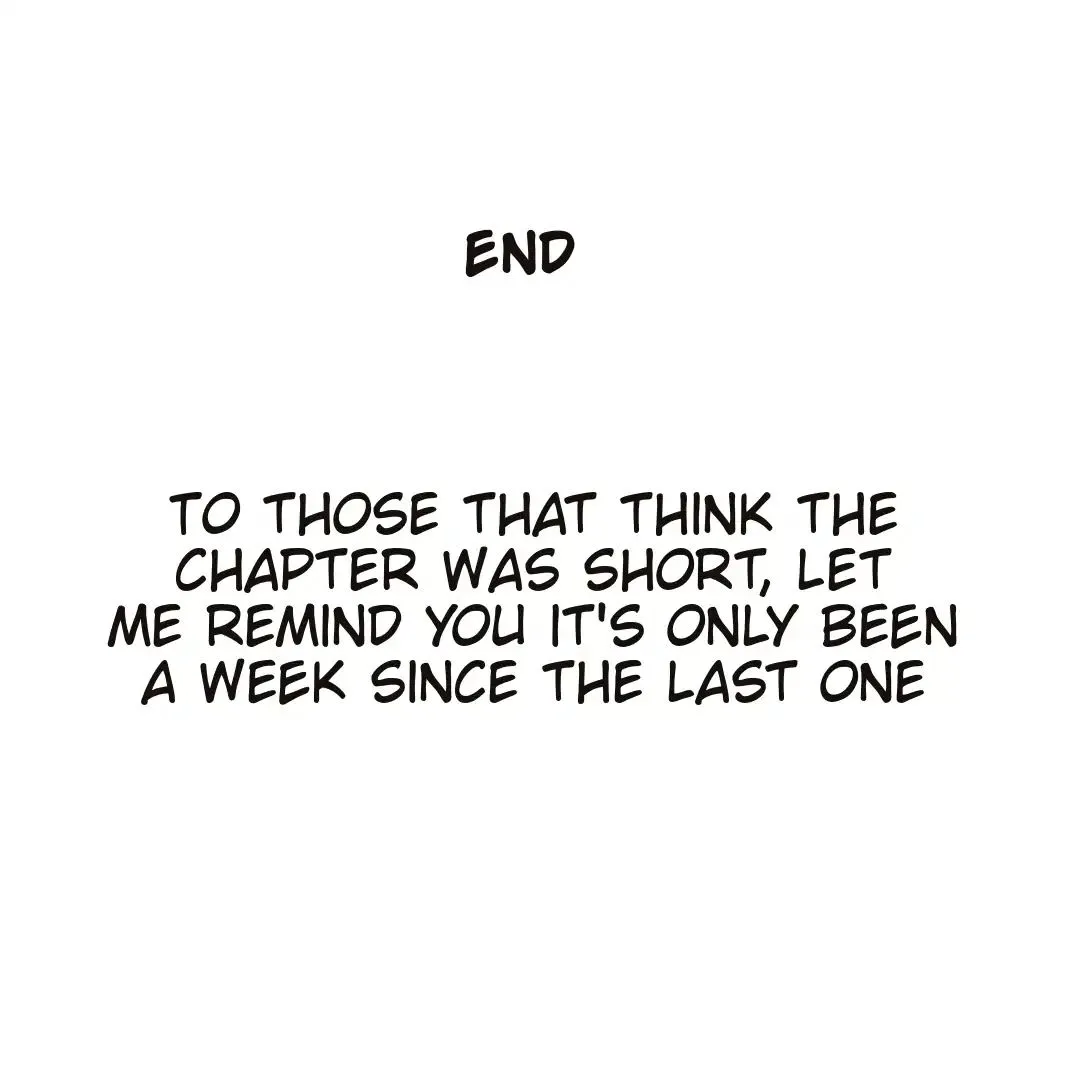 END
TO THOSE THAT THINK THE
CHAPTER WAS SHORT, LET
ME REMIND YOU IT'S ONLY BEEN
A WEEK SINCE THE LAST ONE